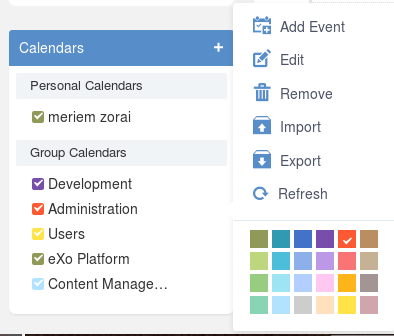 Calendars +
Personal Calendars
meriem zorai
Group Calendars
Development
Administration
Users
eXo Platform
Content Manage...
Add Event
Edit
Remove
Import
Export
Refresh